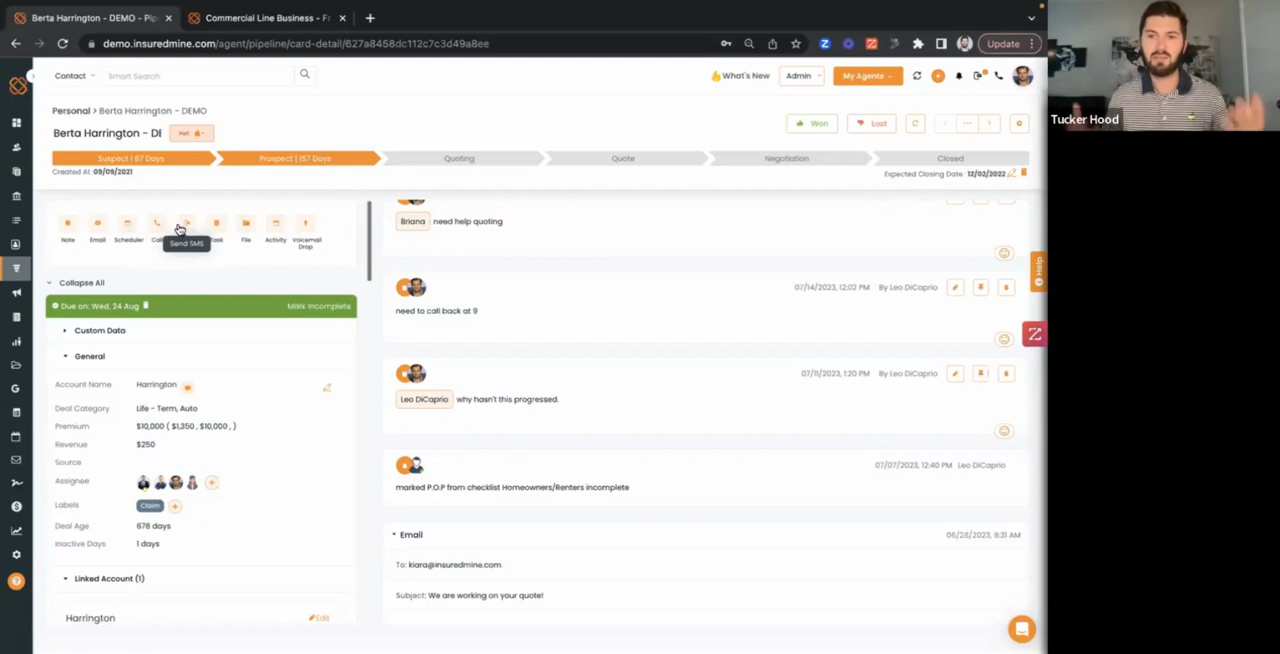 Berta Harrington - DEMO - Pip
Commercial Line Business - Fr
demo.insuredmine.com/agent/pipeline/card-detail/627a8458dc112c7c3d49a8ee
Update
Contact
Smart Search
What's New
Admin
My Agents
Personal > Berta Harrington - DEMO
Berta Harrington - DE
Hot
Won
Lost
Suspect | 87 Days
Prospect | 157 Days
Quoting
Quote
Negotiation
Closed
Created At: 09/09/2021
Expected Closing Date: 12/02/2022
Note
Email
Scheduler
Send SMS
File
Activity
Voicemail
Drop
Collapse All
Due on: Wed, 24 Aug
Mark Incomplete
Custom Data
General
Account Name
Harrington
Deal Category
Life - Term, Auto
Premium
$10,000 ( $1,350 , $10,000 , )
Revenue
$250
Source
Assignee
Labels
Claim
Deal Age
678 days
Inactive Days
1 days
Linked Account (1)
Harrington
Edit
Briana need help quoting
07/14/2023, 12:02 PM By Leo DiCaprio
need to call back at 9
07/11/2023, 1:20 PM By Leo DiCaprio
Leo DiCaprio why hasn't this progressed.
07/07/2023, 12:40 PM Leo DiCaprio
marked P.O.P from checklist Homeowners/Renters incomplete
Email
06/28/2023, 9:31 AM
To: kiara@insuredmine.com
Subject: We are working on your quote!
Help
Tucker Hood